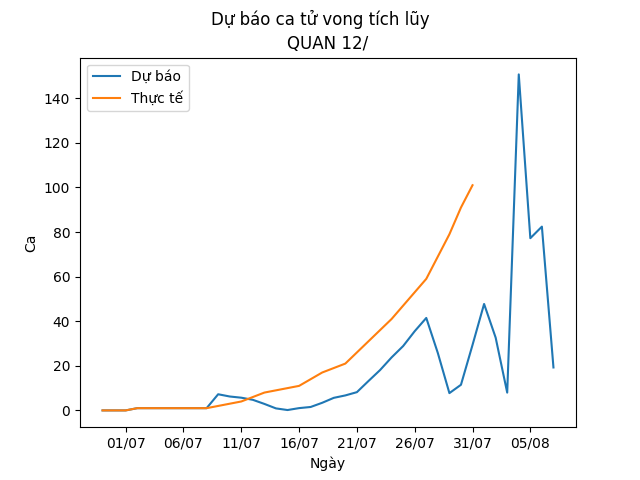 Dự báo ca tử vong tích lũy
QUAN 12/
Dự báo
Thực tế
140
120
100
80
60
40
20
0
Ca
01/07 06/07 11/07 16/07 21/07 26/07 31/07 05/08
Ngày